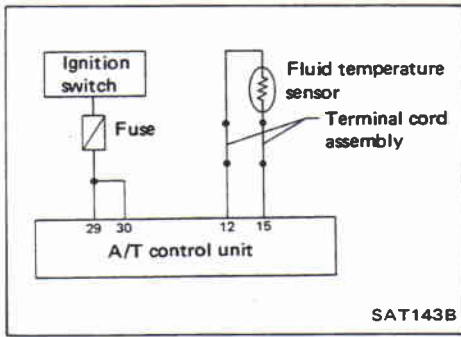 Ignition
switch
Fluid temperature
sensor
Fuse
Terminal cord
assembly
29 30 12 15
A/T control unit
SAT143B